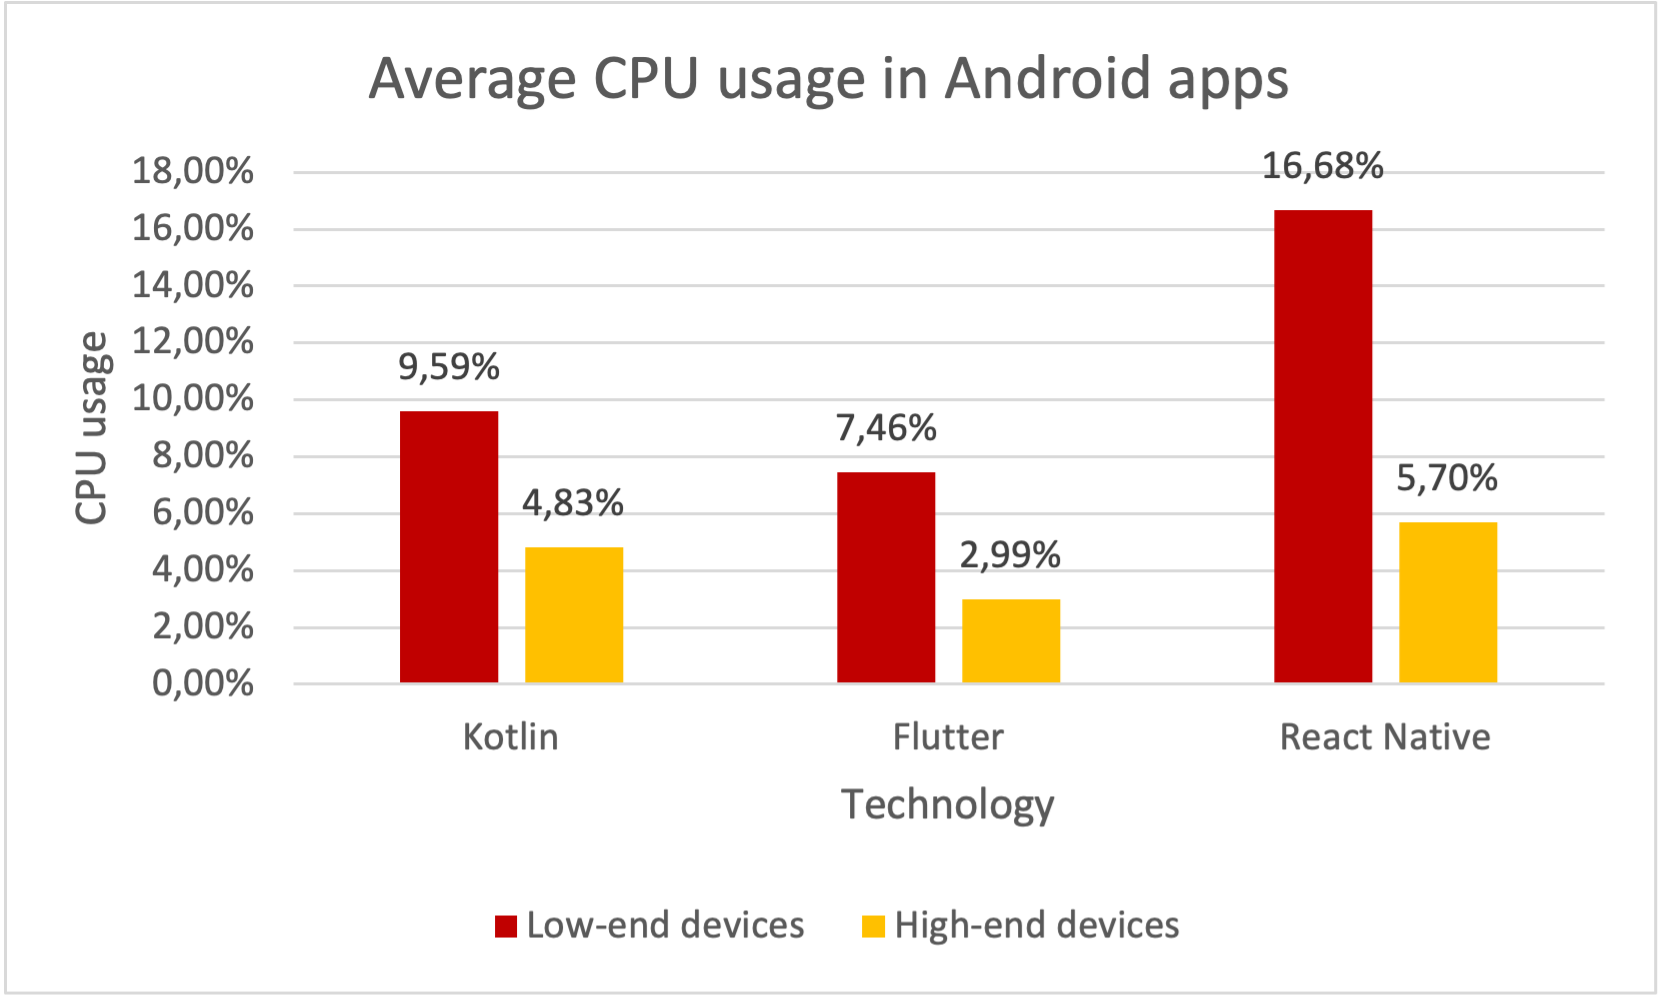 Average CPU usage in Android apps
18,00%
16,00%
14,00%
12,00%
10,00%
8,00%
6,00%
4,00%
2,00%
0,00%
CPU usage
9,59%
4,83%
7,46%
2,99%
16,68%
5,70%
Kotlin
Flutter
React Native
Technology
Low-end devices
High-end devices